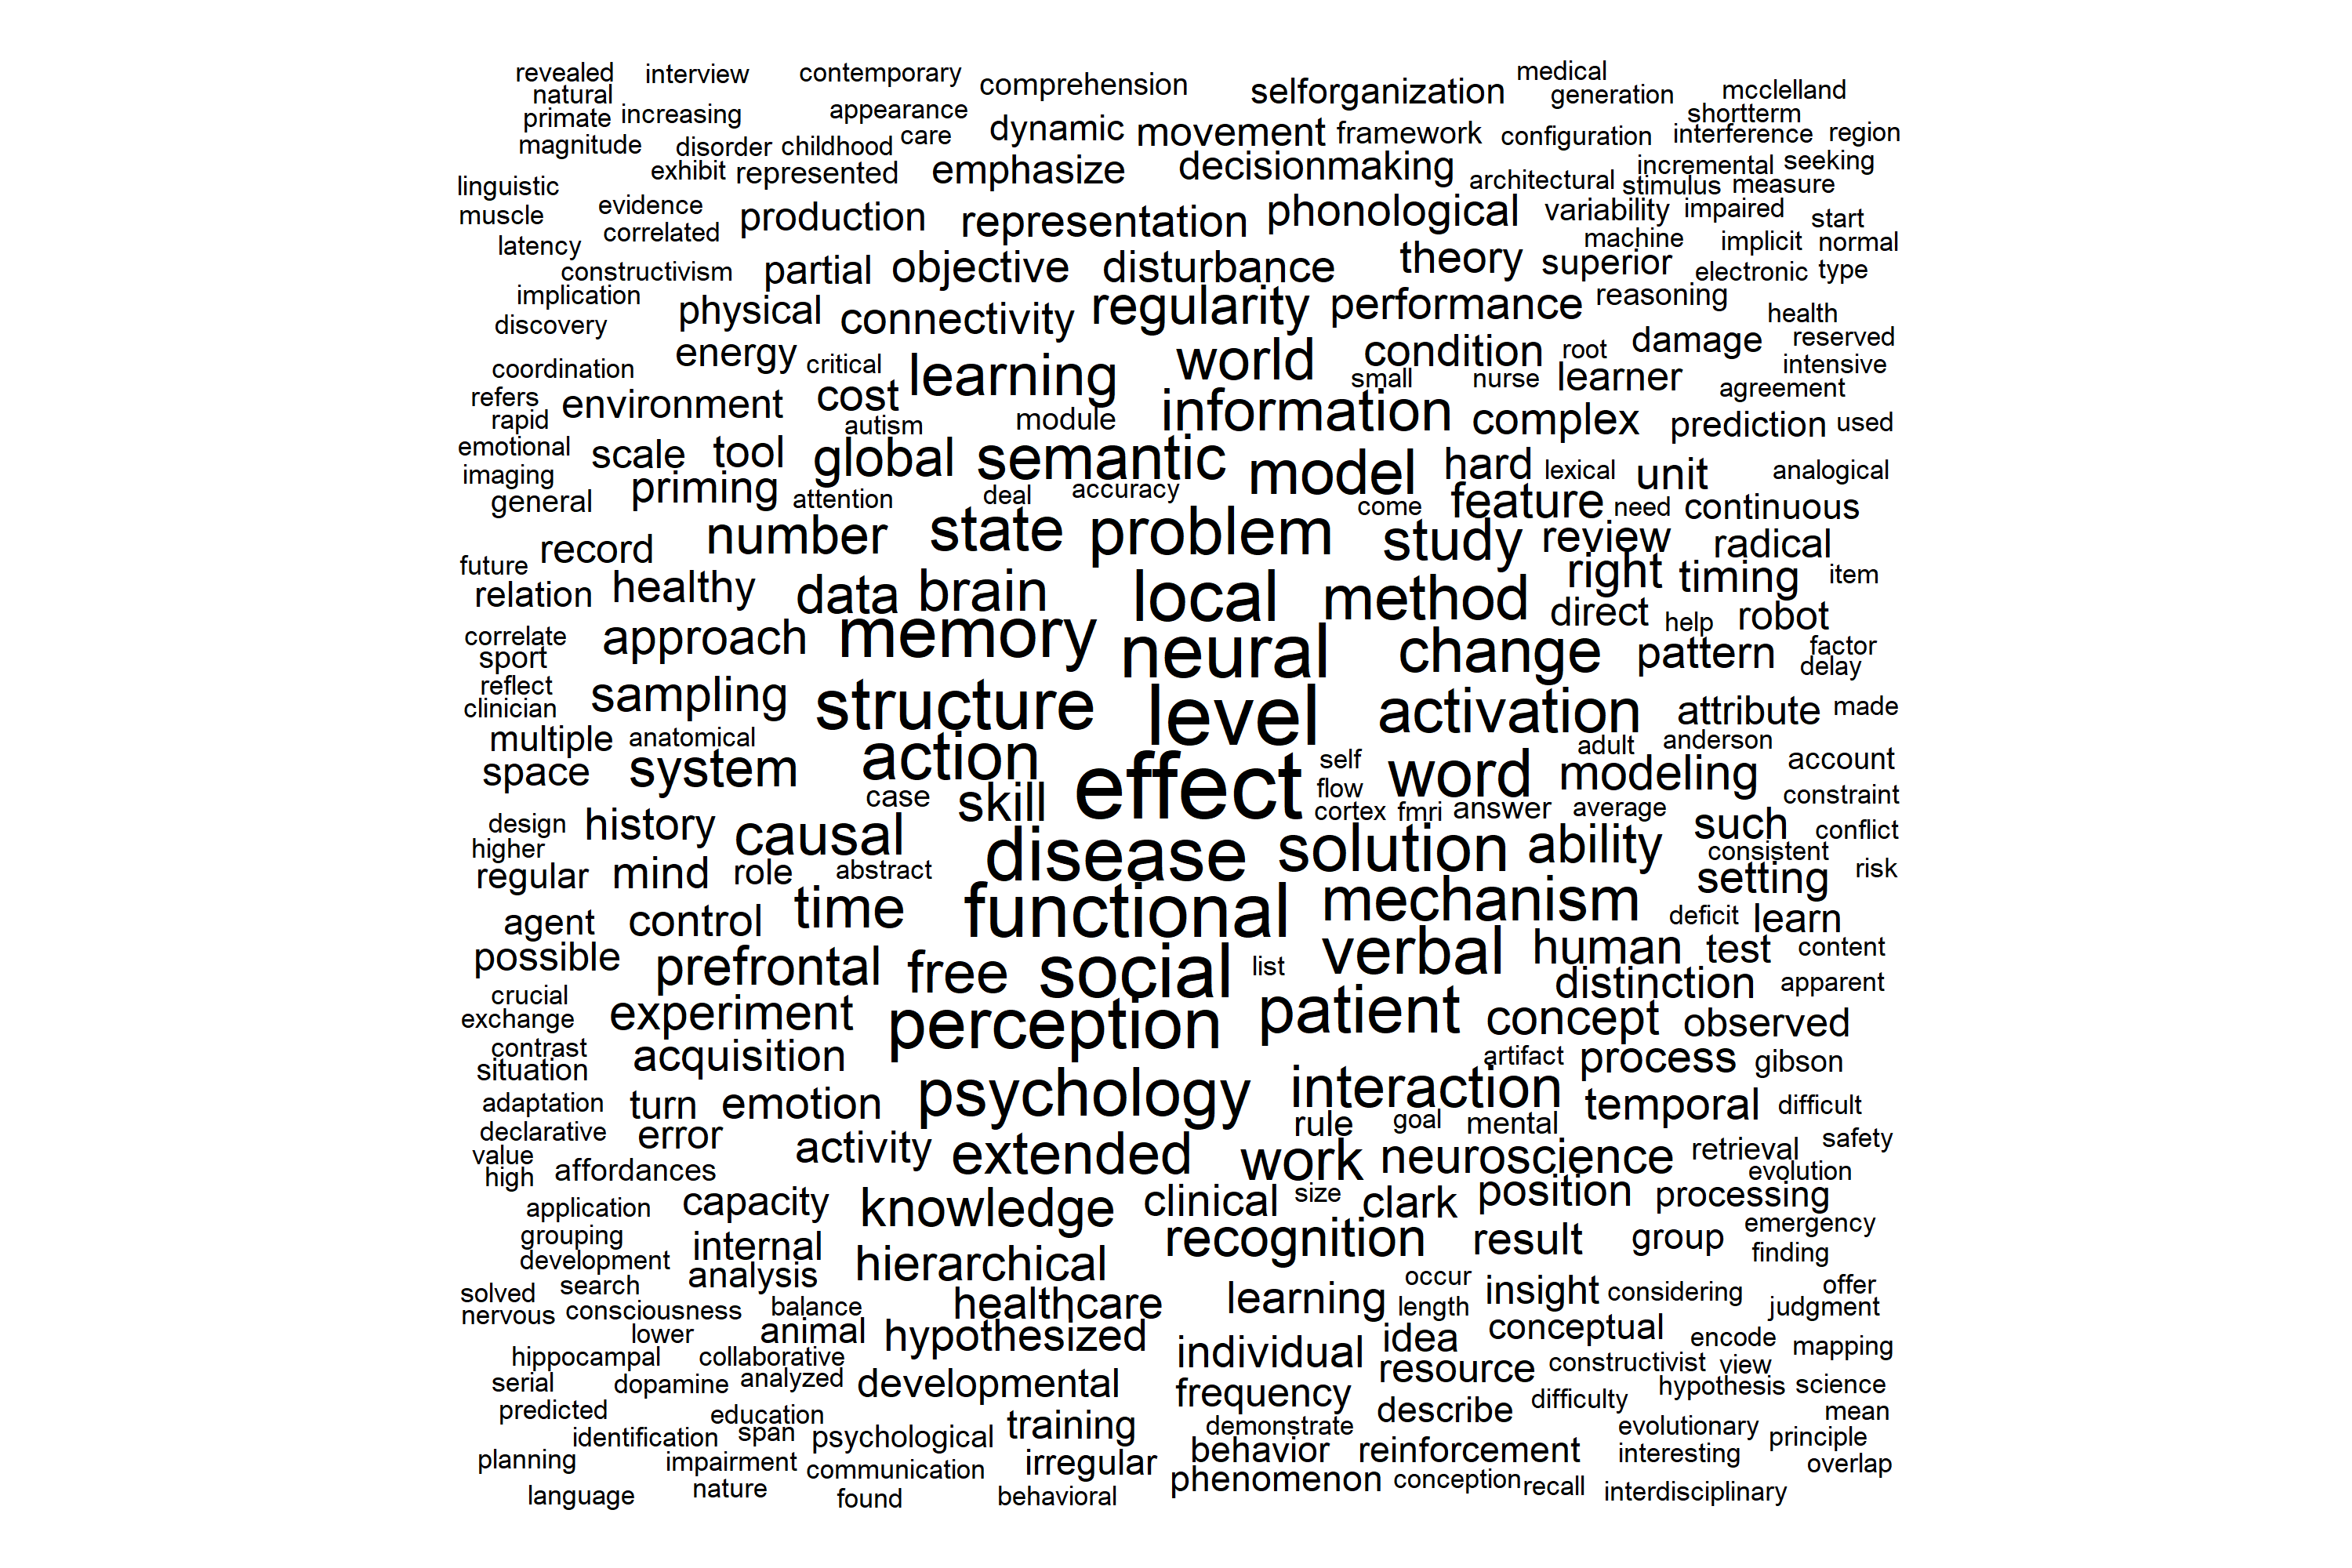 revealed interview contemporary comprehension selforganization medical
natural generation mcclelland
primate increasing appearance shortterm
magnitude disorder childhood care dynamic movement framework configuration interference region
exhibit represented emphasize decisionmaking incremental seeking
linguistic architectural stimulus measure
muscle evidence production representation phonological variability impaired start
latency correlated machine implicit normal
constructivism partial objective disturbance theory superior electronic type
implication physical connectivity regularity performance reasoning
discovery health
coordination energy critical learning world condition root damage reserved
refers environment cost small nurse learner intensive
rapid autism module information complex agreement
emotional scale tool global semantic model hard lexical prediction used
imaging priming attention deal accuracy unit analogical
general come feature need continuous
record number state problem study review radical
future relation healthy data brain local method right timing item
correlate approach memory neural change direct help robot
sport pattern factor
reflect delay
clinician sampling structure level activation attribute made
multiple anatomical action self adult anderson
space system case skill effect flow word modeling account
cortex fmri answer average constraint
design history causal disease solution ability such conflict
higher consistent
regular mind role abstract setting risk
agent control time functional mechanism deficit learn
possible prefrontal free social list verbal human test content
crucial distinction apparent
exchange experiment perception patient concept observed
contrast acquisition artifact process gibson
situation
adaptation turn emotion psychology interaction temporal difficult
declarative error rule goal mental safety
value activity extended work neuroscience retrieval
high affordances evolution
application capacity knowledge clinical size clark position processing
grouping internal recognition result group emergency
development analysis hierarchical finding
solved search healthcare learning occur insight considering offer
nervous consciousness balance length judgment
lower animal hypothesized individual idea conceptual encode mapping
hippocampal collaborative resource constructivist view
serial dopamine analyzed developmental frequency hypothesis science
predicted education training demonstrate describe difficulty mean
identification span psychological evolutionary principle
planning impairment communication irregular behavior reinforcement interesting overlap
language nature found behavioral phenomenon conception recall interdisciplinary